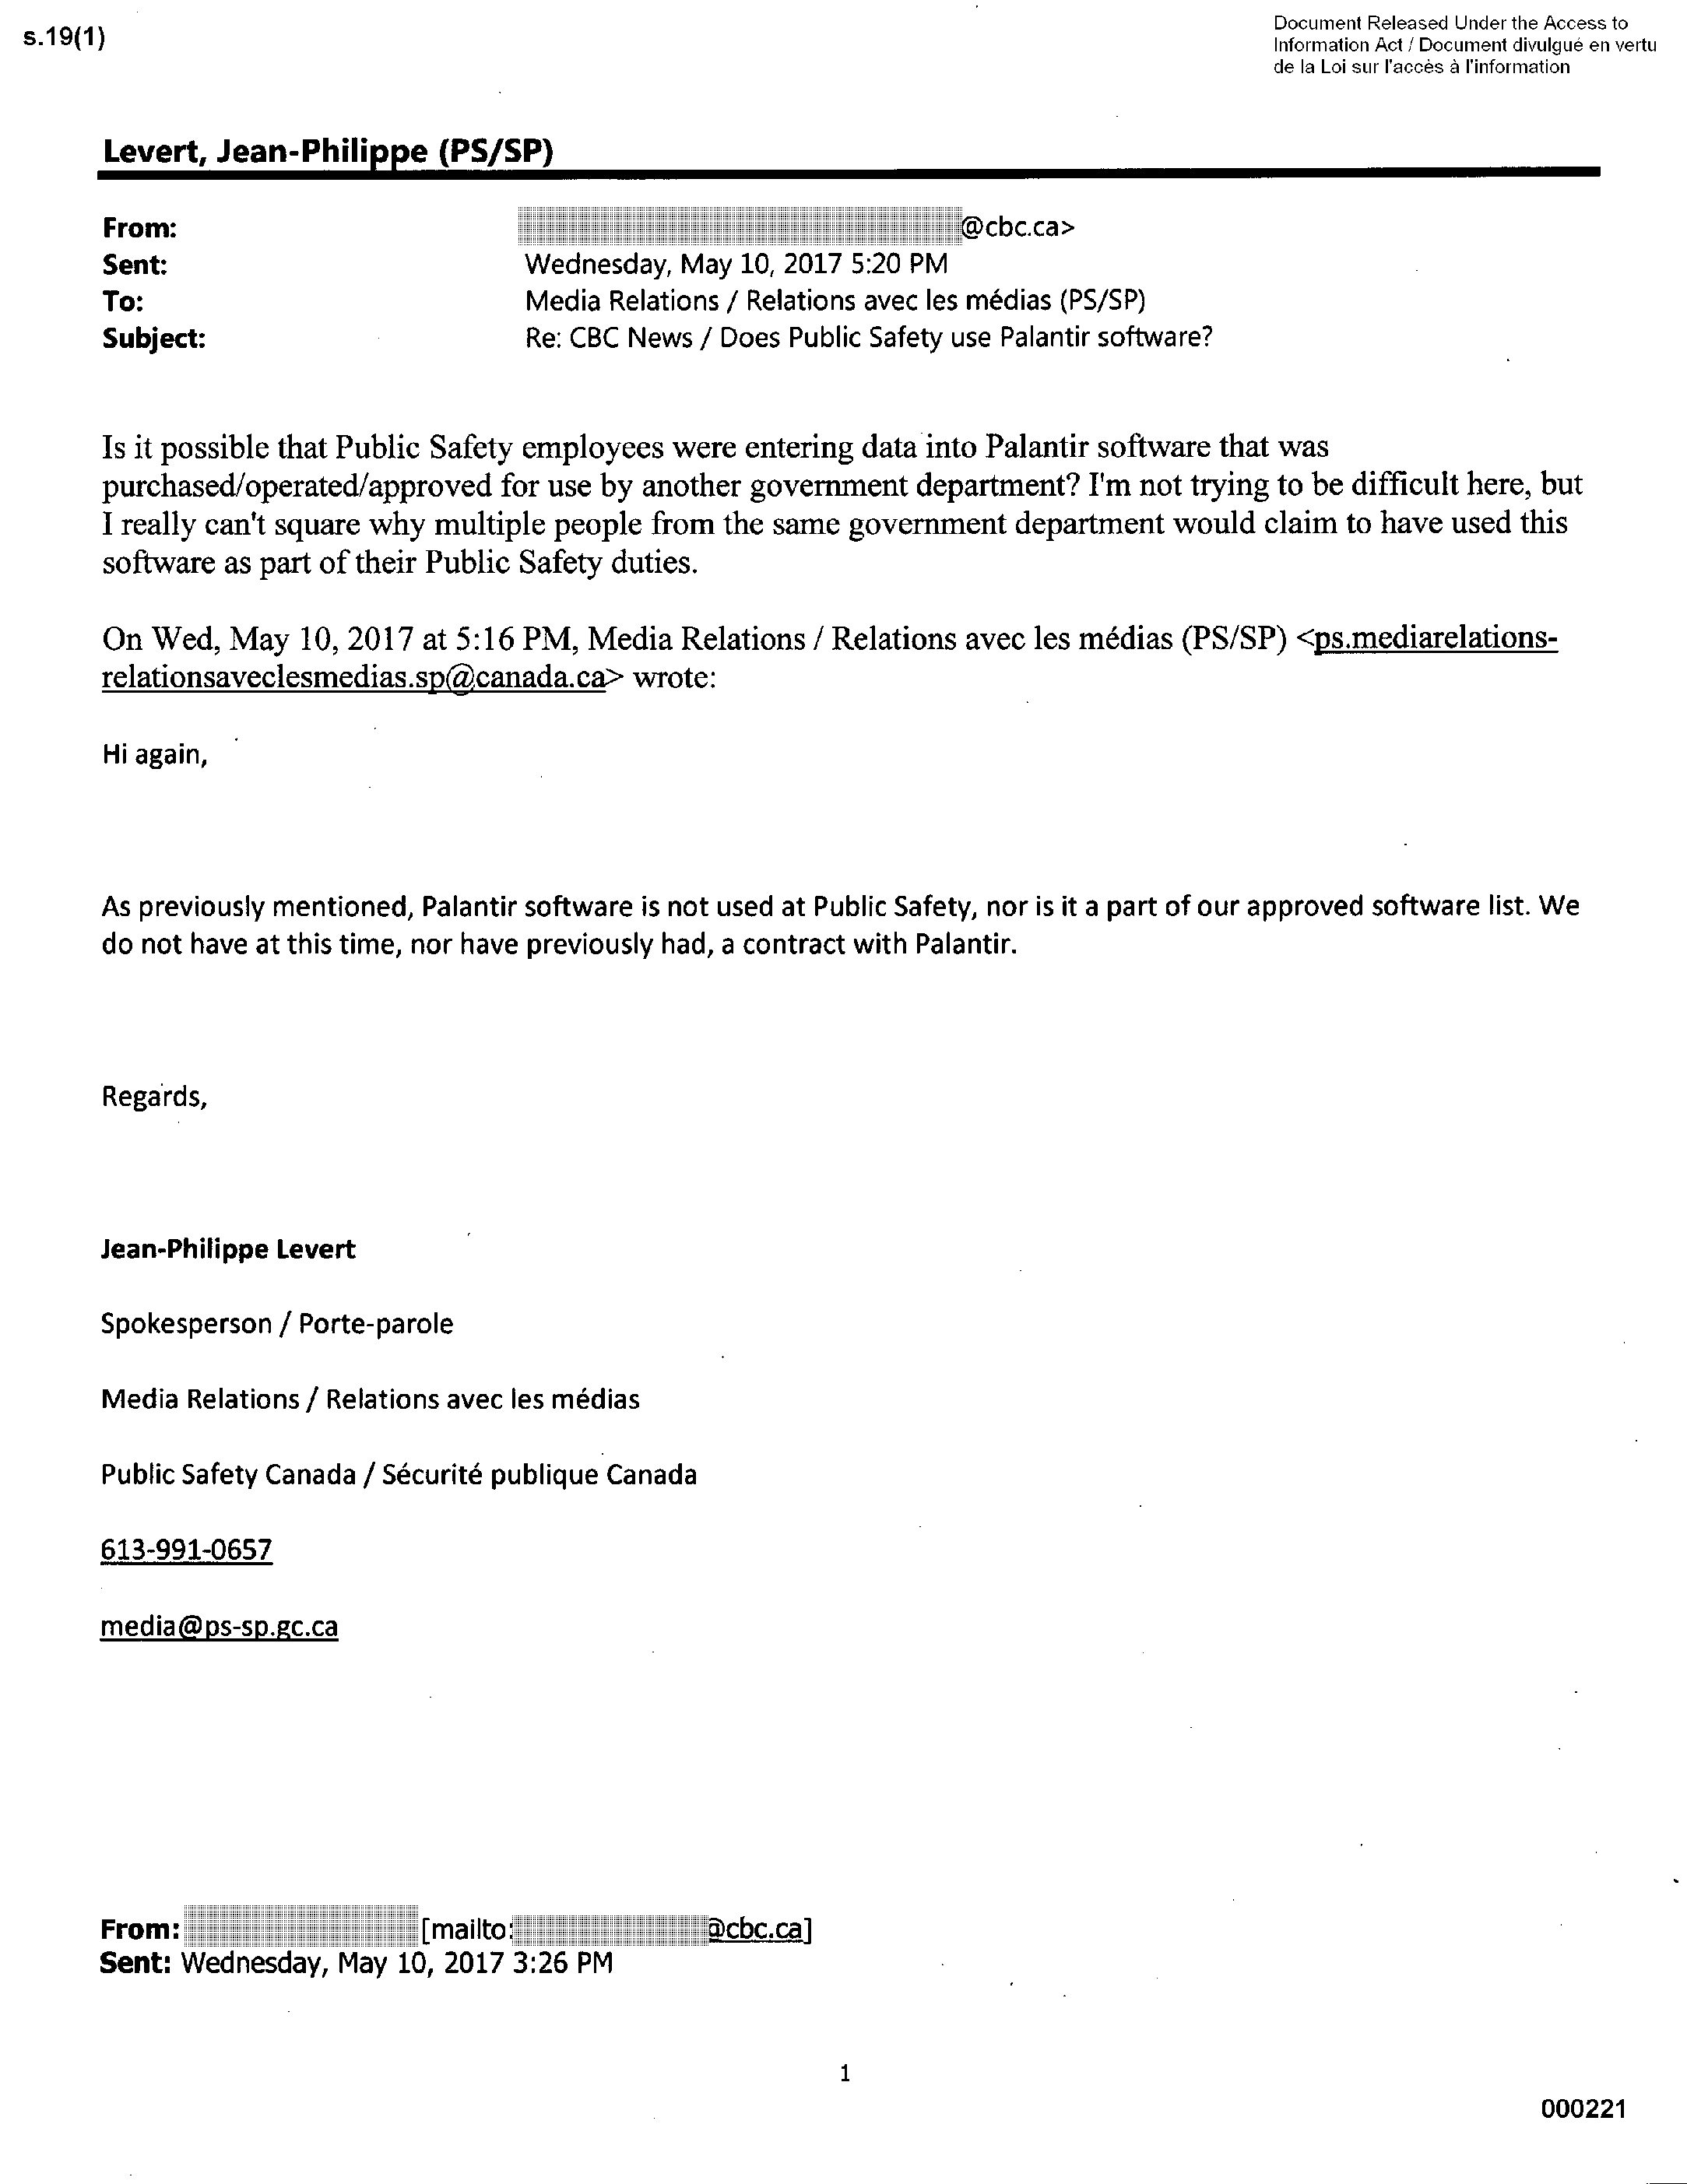 s.19(1)
Document Released Under the Access to
Information Act / Document divulgué en vertu
de la Loi sur l'accès à l'information
Levert, Jean-Philippe (PS/SP)
From: @cbc.ca>
Sent: Wednesday, May 10, 2017 5:20 PM
To: Media Relations / Relations avec les médias (PS/SP)
Subject: Re: CBC News / Does Public Safety use Palantir software?
Is it possible that Public Safety employees were entering data into Palantir software that was
purchased/operated/approved for use by another government department? I'm not trying to be difficult here, but
I really can't square why multiple people from the same government department would claim to have used this
software as part of their Public Safety duties.
On Wed, May 10, 2017 at 5:16 PM, Media Relations / Relations avec les médias (PS/SP) <ps.mediarelations-
relationsaveclesmedias.sp@canada.ca> wrote:
Hi again,
As previously mentioned, Palantir software is not used at Public Safety, nor is it a part of our approved software list. We
do not have at this time, nor have previously had, a contract with Palantir.
Regards,
Jean-Philippe Levert
Spokesperson / Porte-parole
Media Relations / Relations avec les médias
Public Safety Canada / Sécurité publique Canada
613-991-0657
media@ps-sp.gc.ca
From: [mailto: @cbc.ca]
Sent: Wednesday, May 10, 2017 3:26 PM
1
000221